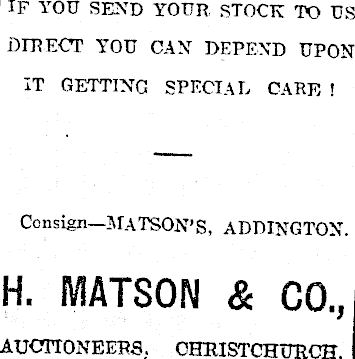 IF YOU SEND YOUR STOCK TO US
DIRECT YOU CAN DEPEND UPON
IT GETTING SPECIAL CARE !
Consign—MATSON'S, ADDINGTON.
H. MATSON & CO.,
AUCTIONEERS, CHRISTCHURCH.